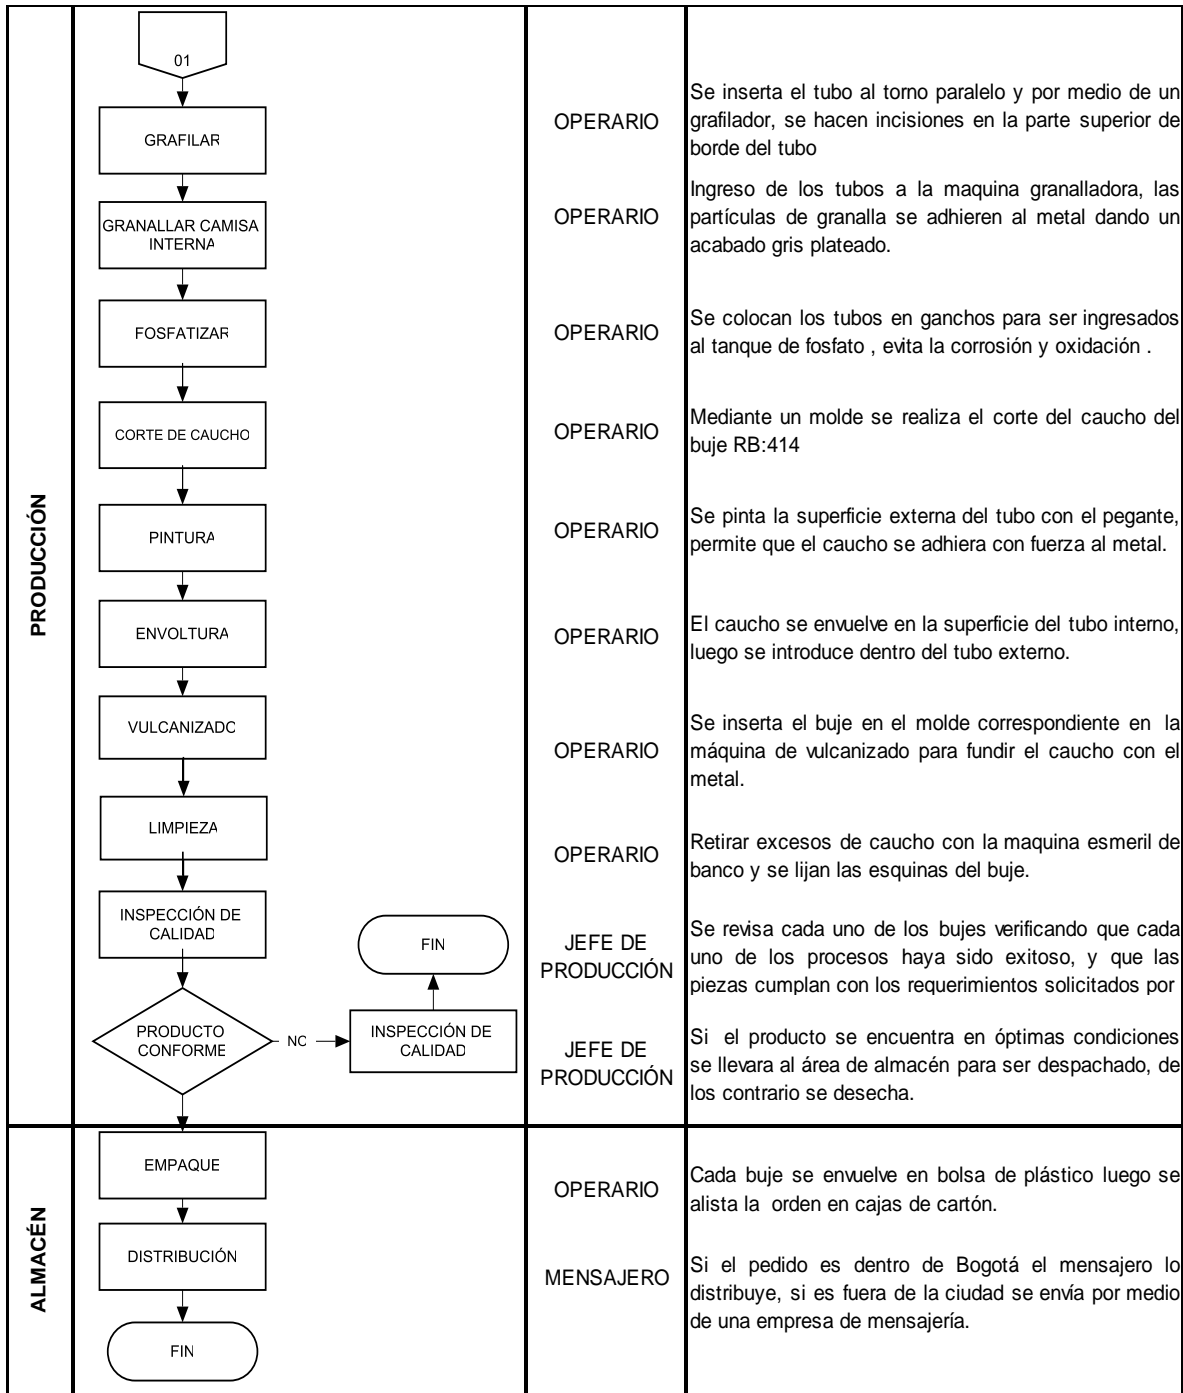 01
GRAFILAR
OPERARIO
Se inserta el tubo al torno paralelo y por medio de un
grafilador, se hacen incisiones en la parte superior de
borde del tubo
GRANALLAR CAMISA
INTERNA
OPERARIO
Ingreso de los tubos a la maquina granalladora, las
partículas de granalla se adhieren al metal dando un
acabado gris plateado.
FOSFATIZAR
OPERARIO
Se colocan los tubos en ganchos para ser ingresados
al tanque de fosfato , evita la corrosión y oxidación .
CORTE DE CAUCHO
OPERARIO
Mediante un molde se realiza el corte del caucho del
buje RB:414
PRODUCCIÓN
PINTURA
OPERARIO
Se pinta la superficie externa del tubo con el pegante,
permite que el caucho se adhiera con fuerza al metal.
ENVOLTURA
OPERARIO
El caucho se envuelve en la superficie del tubo interno,
luego se introduce dentro del tubo externo.
VULCANIZADO
OPERARIO
Se inserta el buje en el molde correspondiente en la
máquina de vulcanizado para fundir el caucho con el
metal.
LIMPIEZA
OPERARIO
Retirar excesos de caucho con la maquina esmeril de
banco y se lijan las esquinas del buje.
INSPECCIÓN DE
CALIDAD
FIN
JEFE DE
PRODUCCIÓN
Se revisa cada uno de los bujes verificando que cada
uno de los procesos haya sido exitoso, y que las
piezas cumplan con los requerimientos solicitados por
PRODUCTO
CONFORME
NO
INSPECCIÓN DE
CALIDAD
JEFE DE
PRODUCCIÓN
Si el producto se encuentra en óptimas condiciones
se llevara al área de almacén para ser despachado, de
los contrario se desecha.
ALMACÉN
EMPAQUE
OPERARIO
Cada buje se envuelve en bolsa de plástico luego se
alista la orden en cajas de cartón.
DISTRIBUCIÓN
MENSAJERO
Si el pedido es dentro de Bogotá el mensajero lo
distribuye, si es fuera de la ciudad se envía por medio
de una empresa de mensajería.
FIN